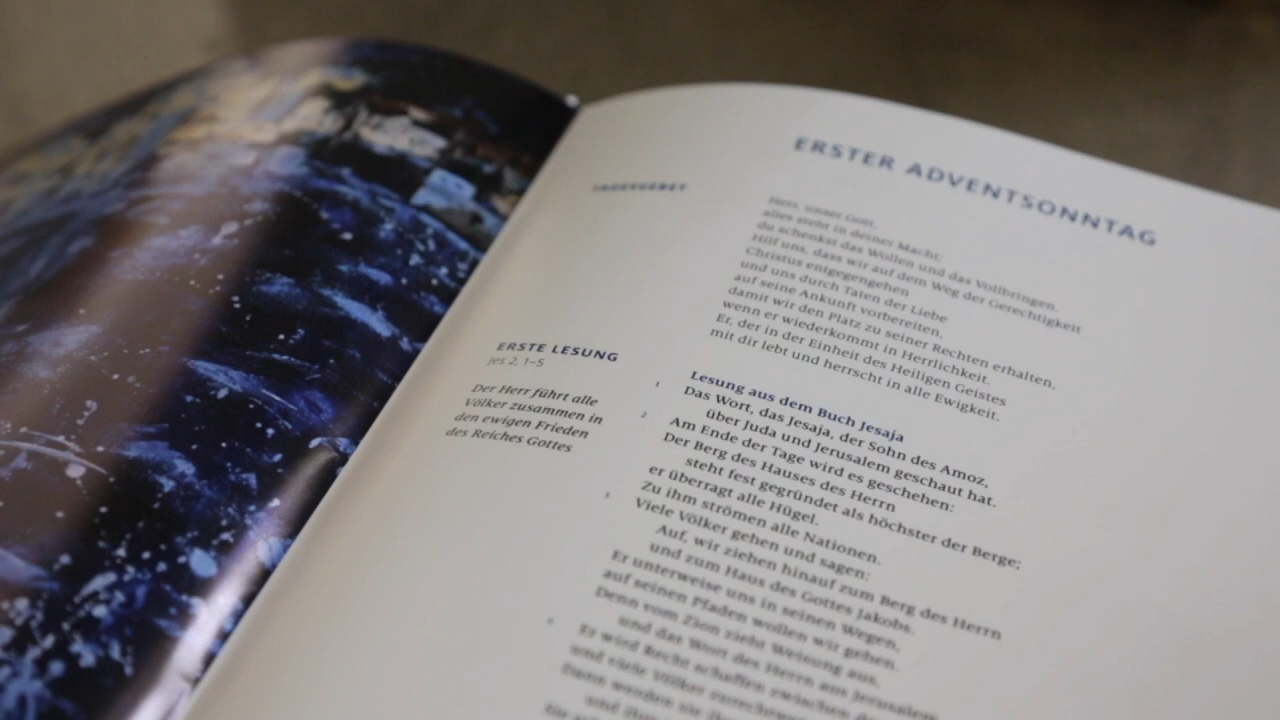 ERSTER ADVENTSONNTAG
TAGESGEBET
Herr, unser Gott,
alles steht in deiner Macht;
du schenkst das Wollen und das Vollbringen.
Hilf uns, dass wir auf dem Weg der Gerechtigkeit
Christus entgegengehen
und uns durch Taten der Liebe
auf seine Ankunft vorbereiten,
damit wir den Platz zu seiner Rechten erhalten,
wenn er wiederkommt in Herrlichkeit.
Er, der in der Einheit des Heiligen Geistes
mit dir lebt und herrscht in alle Ewigkeit.
ERSTE LESUNG
Jes 2, 1–5
Der Herr führt alle
Völker zusammen in
den ewigen Frieden
des Reiches Gottes
Lesung aus dem Buch Jesaja
1 Das Wort, das Jesaja, der Sohn des Amoz,
über Juda und Jerusalem geschaut hat.
2 Am Ende der Tage wird es geschehen:
Der Berg des Hauses des Herrn
steht fest gegründet als höchster der Berge;
er überragt alle Hügel.
Zu ihm strömen alle Nationen.
3 Viele Völker gehen und sagen:
Auf, wir ziehen hinauf zum Berg des Herrn
und zum Haus des Gottes Jakobs.
Er unterweise uns in seinen Wegen,
auf seinen Pfaden wollen wir gehen.
Denn vom Zion zieht Weisung aus,
und das Wort des Herrn aus Jerusalem.
Er wird Recht schaffen zwischen
und viele Völker
Dann werden sie